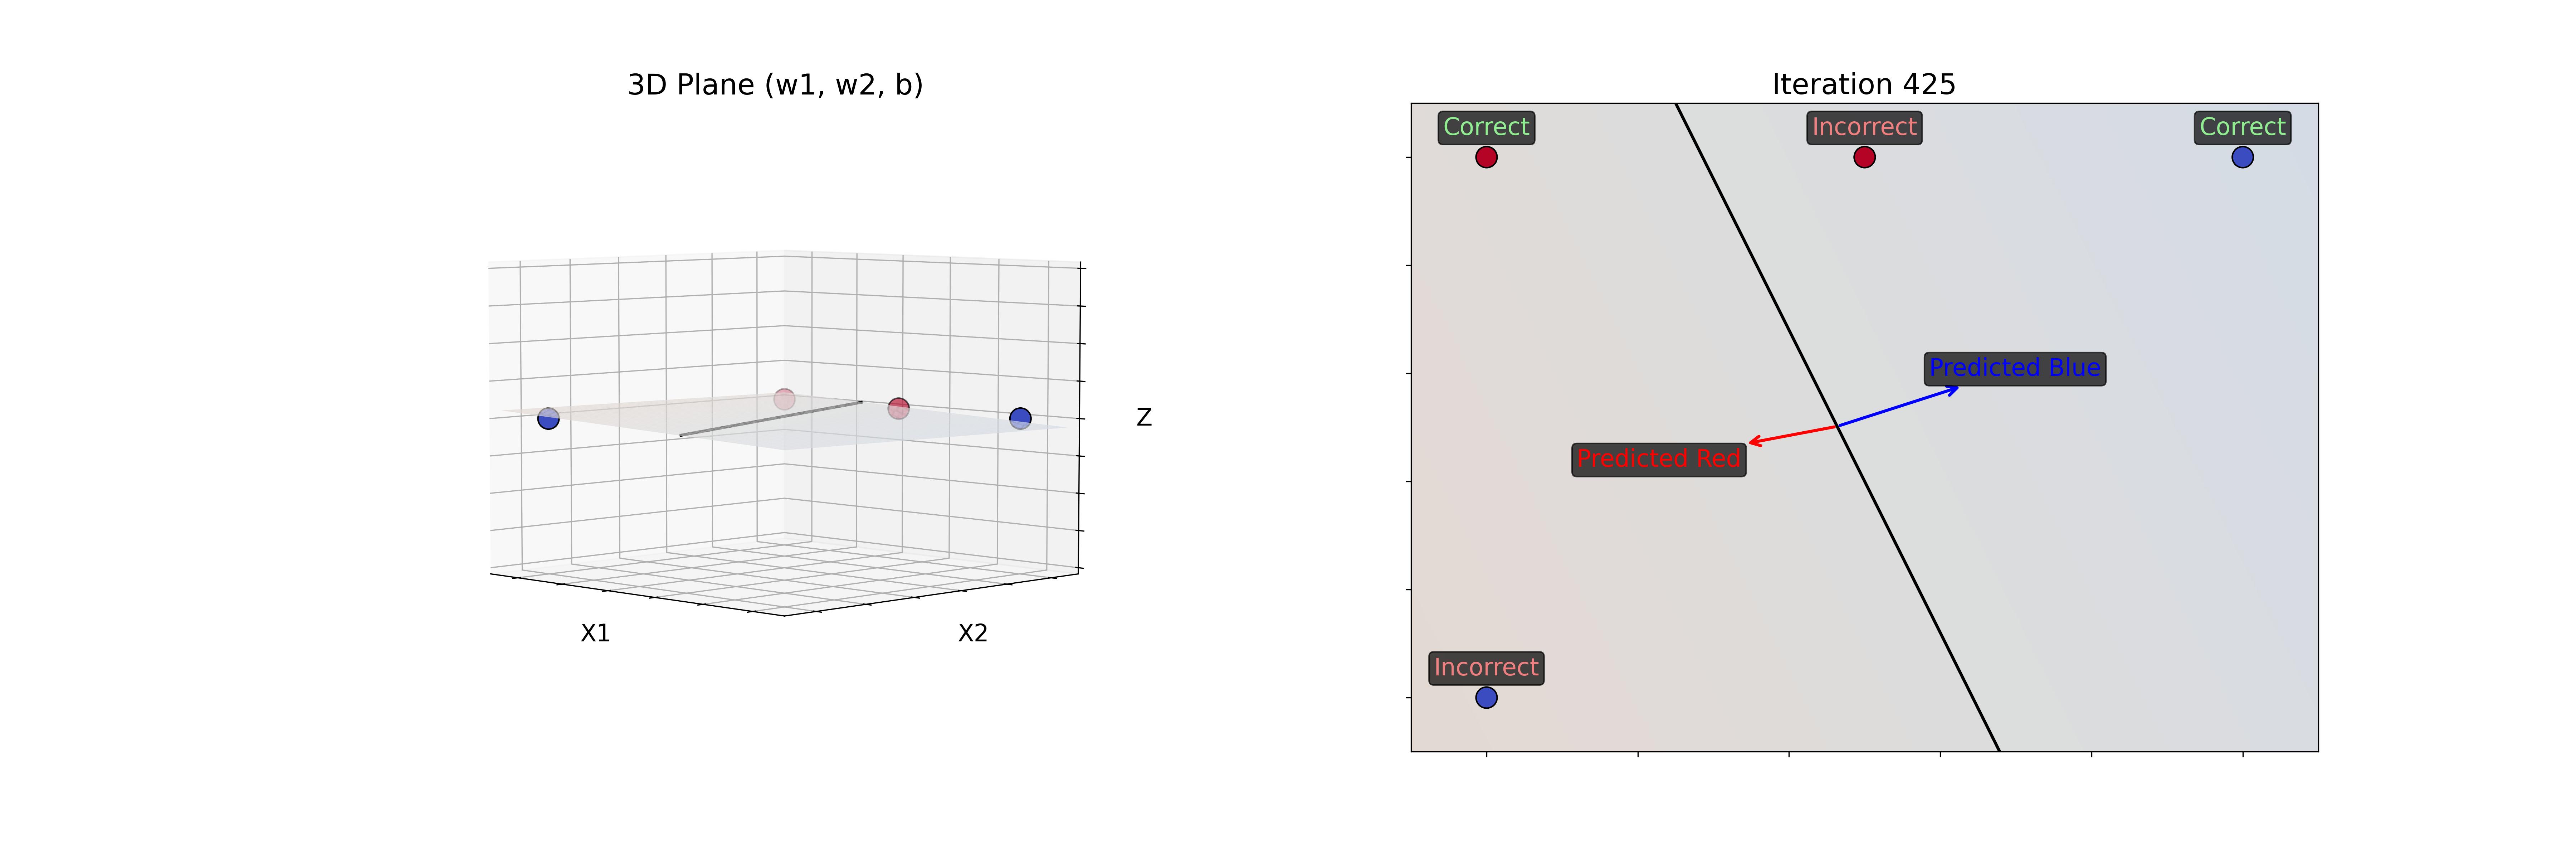 3D Plane (w1, w2, b)
Z
X1
X2
Iteration 425
Correct
Incorrect
Correct
Predicted Blue
Predicted Red
Incorrect